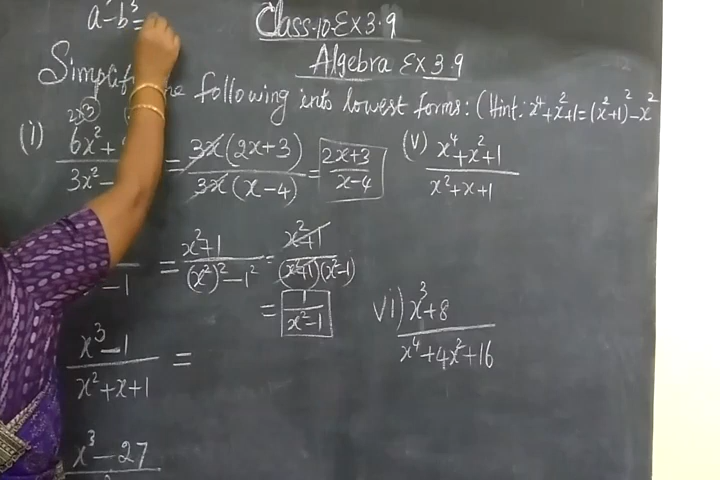 a³-b³=
Class-10-Ex 3.9
Algebra Ex 3.9
Simplify the following into lowest forms: (Hint: x⁴+x²+1=(x²+1)²-x²
(i) 6x²+ / 3x²- = 3x(2x+3) / 3x(x-4) = 2x+3 / x-4
(v) x⁴+x²+1 / x²+x+1
-1 = x²+1 / (x²)²-1² = x²+1 / (x²+1)(x²-1)
= 1 / x²-1
vi) x³+8 / x⁴+4x²+16
x³-1 / x²+x+1 =
x³-27